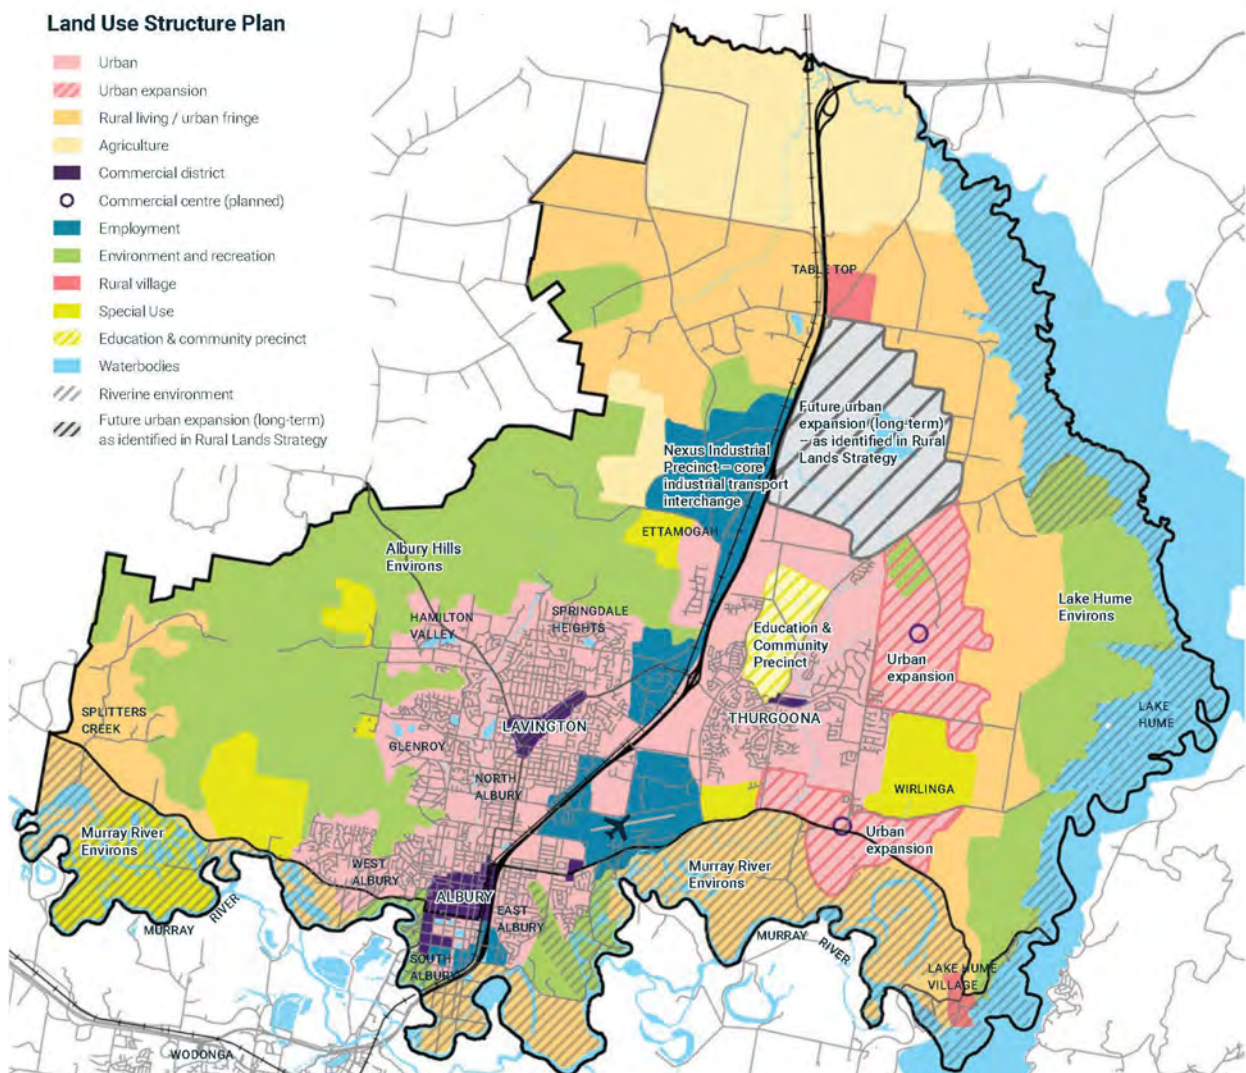 Land Use Structure Plan
Urban
Urban expansion
Rural living / urban fringe
Agriculture
Commercial district
Commercial centre (planned)
Employment
Environment and recreation
Rural village
Special Use
Education & community precinct
Waterbodies
Riverine environment
Future urban expansion (long-term)
as identified in Rural Lands Strategy
TABLE TOP
Future urban
expansion (long-term)
– as identified in Rural
Lands Strategy
Nexus Industrial
Precinct – core
industrial transport
interchange
ETTAMOGAH
Albury Hills
Environs
HAMILTON
VALLEY
SPRINGDALE
HEIGHTS
Education &
Community
Precinct
Lake Hume
Environs
Urban
expansion
SPLITTERS
CREEK
LAVINGTON
THURGOONA
LAKE
HUME
GLENROY
NORTH
ALBURY
WIRLINGA
Murray River
Environs
Urban
expansion
WEST
ALBURY
Murray River
Environs
ALBURY
EAST
ALBURY
MURRAY
RIVER
MURRAY
RIVER
SOUTH
ALBURY
LAKE HUME
VILLAGE
WODONGA